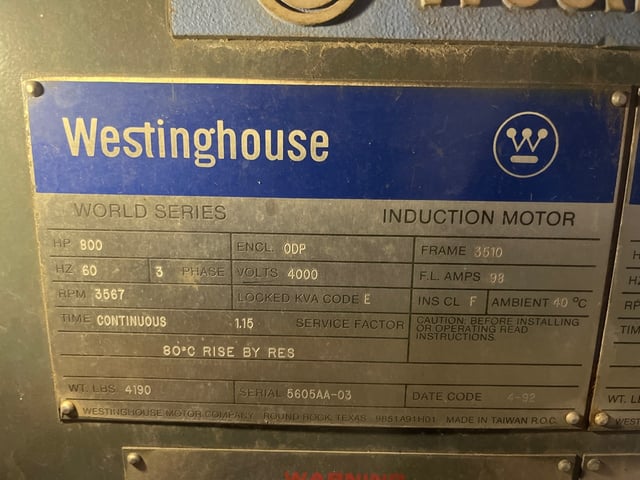 Westinghouse
WORLD SERIES INDUCTION MOTOR
HP 800 ENCL. ODP FRAME 3510
HZ 60 3 PHASE VOLTS 4000 F.L. AMPS 98
RPM 3567 LOCKED KVA CODE E INS CL F AMBIENT 40 °C
TIME CONTINUOUS 1.15 SERVICE FACTOR
CAUTION: BEFORE INSTALLING
OR OPERATING READ
INSTRUCTIONS.
80°C RISE BY RES
WT. LBS 4190 SERIAL 5605AA-03 DATE CODE 4-92
WESTINGHOUSE MOTOR COMPANY ROUND ROCK, TEXAS 9851A91H01 MADE IN TAIWAN R.O.C.